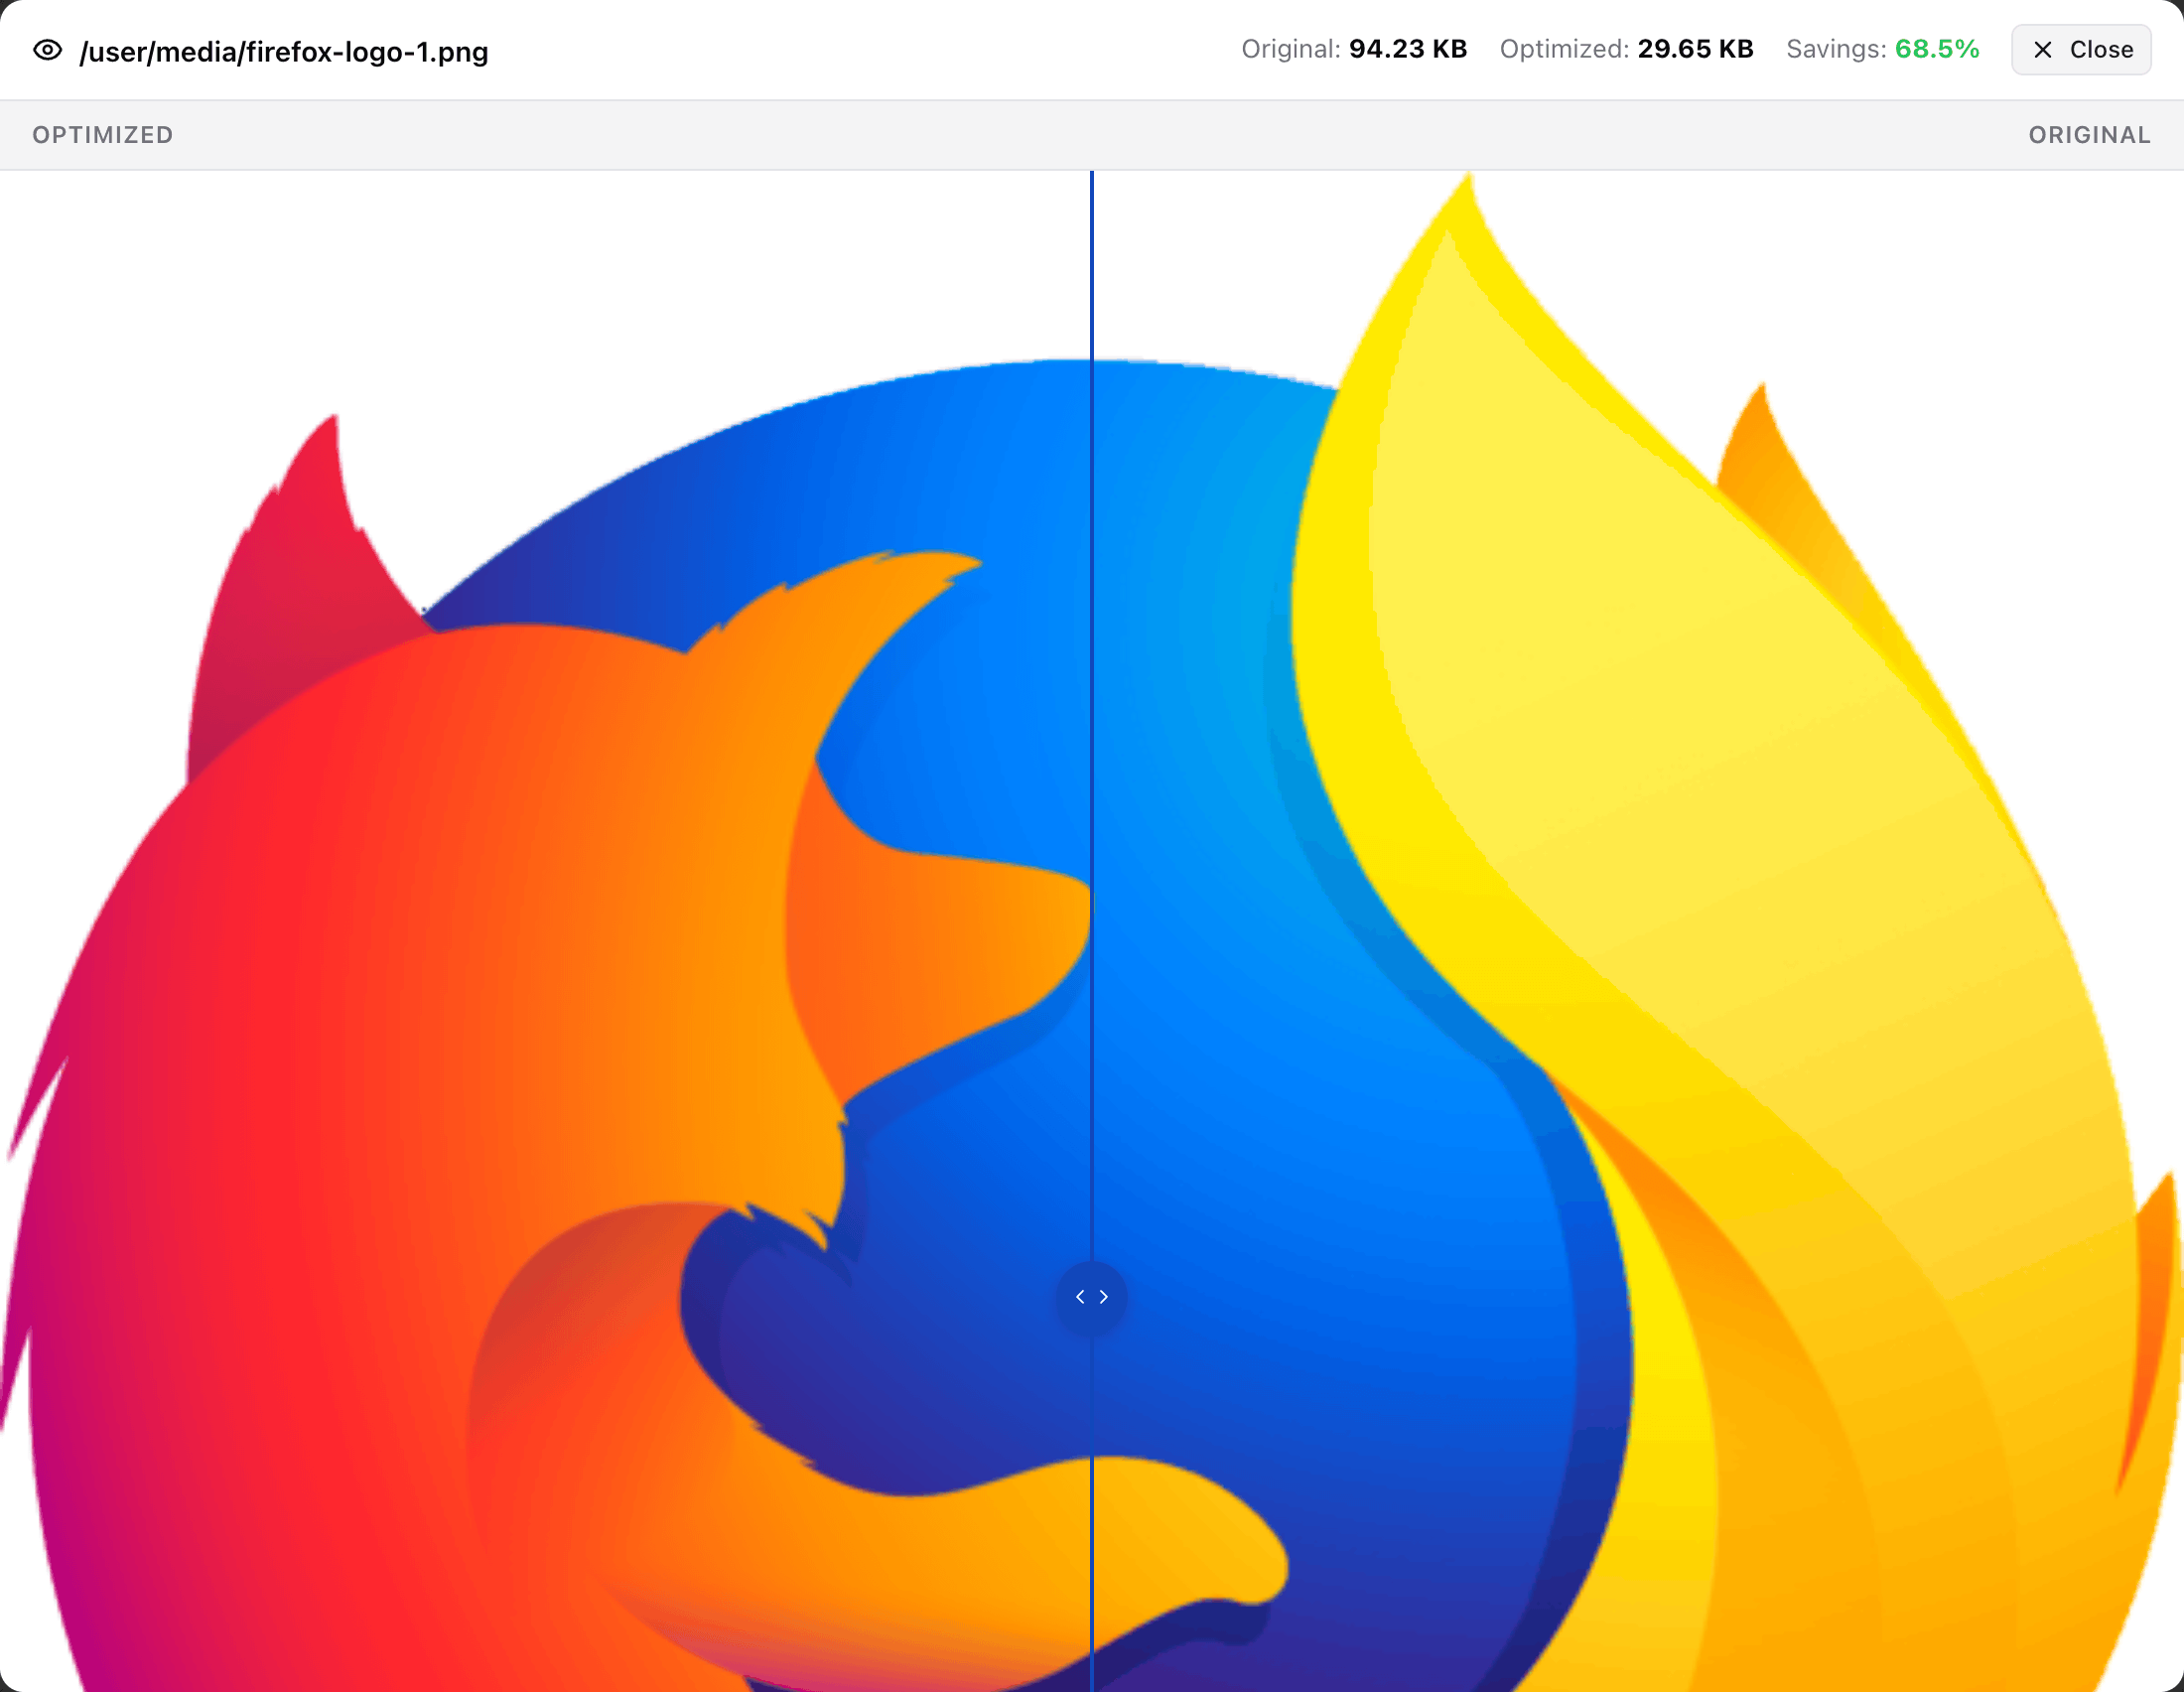 /user/media/firefox-logo-1.png
Original: 94.23 KB Optimized: 29.65 KB Savings: 68.5% Close
OPTIMIZED ORIGINAL